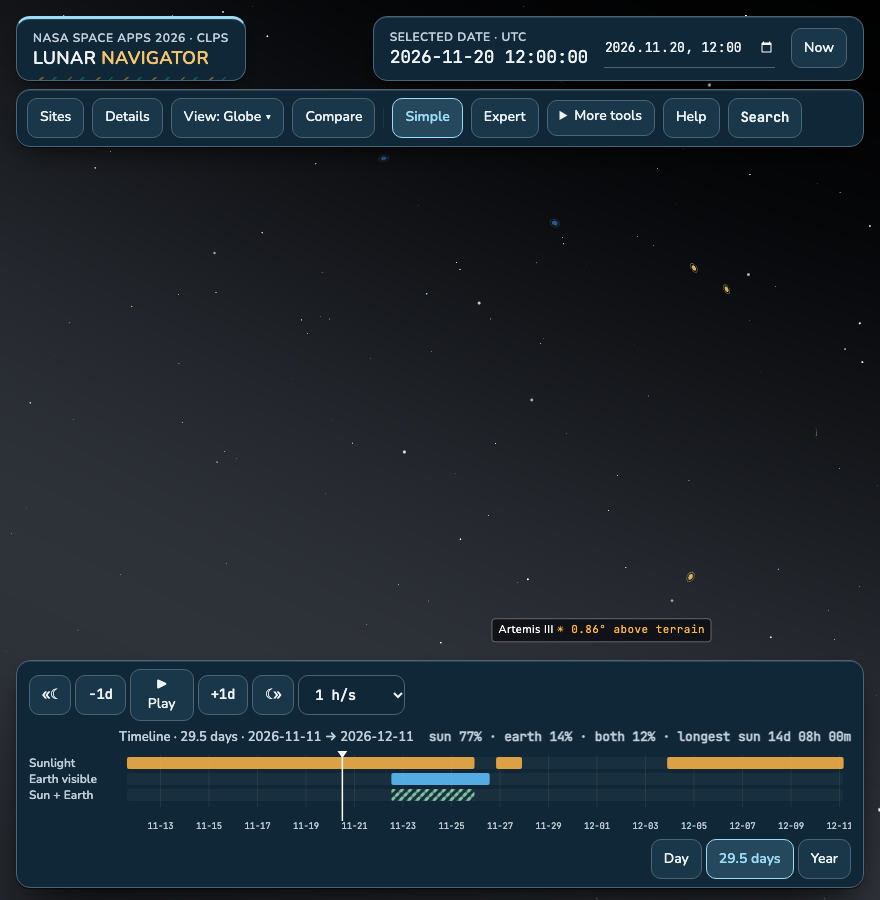 NASA SPACE APPS 2026 · CLPS
LUNAR NAVIGATOR
SELECTED DATE · UTC
2026-11-20 12:00:00
2026.11.20, 12:00
Now
Sites
Details
View: Globe ▾
Compare
Simple
Expert
▶ More tools
Help
Search
Artemis III ☀ 0.86° above terrain
«☾
-1d
▶
Play
+1d
☾»
1 h/s
Timeline · 29.5 days · 2026-11-11 → 2026-12-11 sun 77% · earth 14% · both 12% · longest sun 14d 08h 00m
Sunlight
Earth visible
Sun + Earth
11-13 11-15 11-17 11-19 11-21 11-23 11-25 11-27 11-29 12-01 12-03 12-05 12-07 12-09 12-11
Day
29.5 days
Year